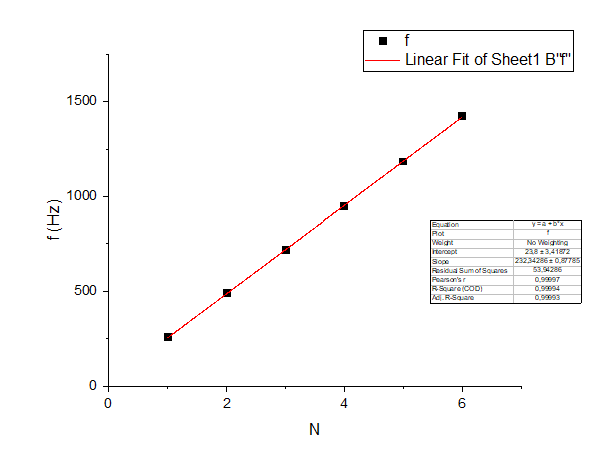 f
Linear Fit of Sheet1 B"f"
1500
1000
500
0
f (Hz)
0 2 4 6
N
Equation y = a + b*x
Plot f
Weight No Weighting
Intercept 23,8 ± 3,41872
Slope 232,34286 ± 0,87785
Residual Sum of Squares 53,94286
Pearson's r 0,99997
R-Square (COD) 0,99994
Adj. R-Square 0,99993